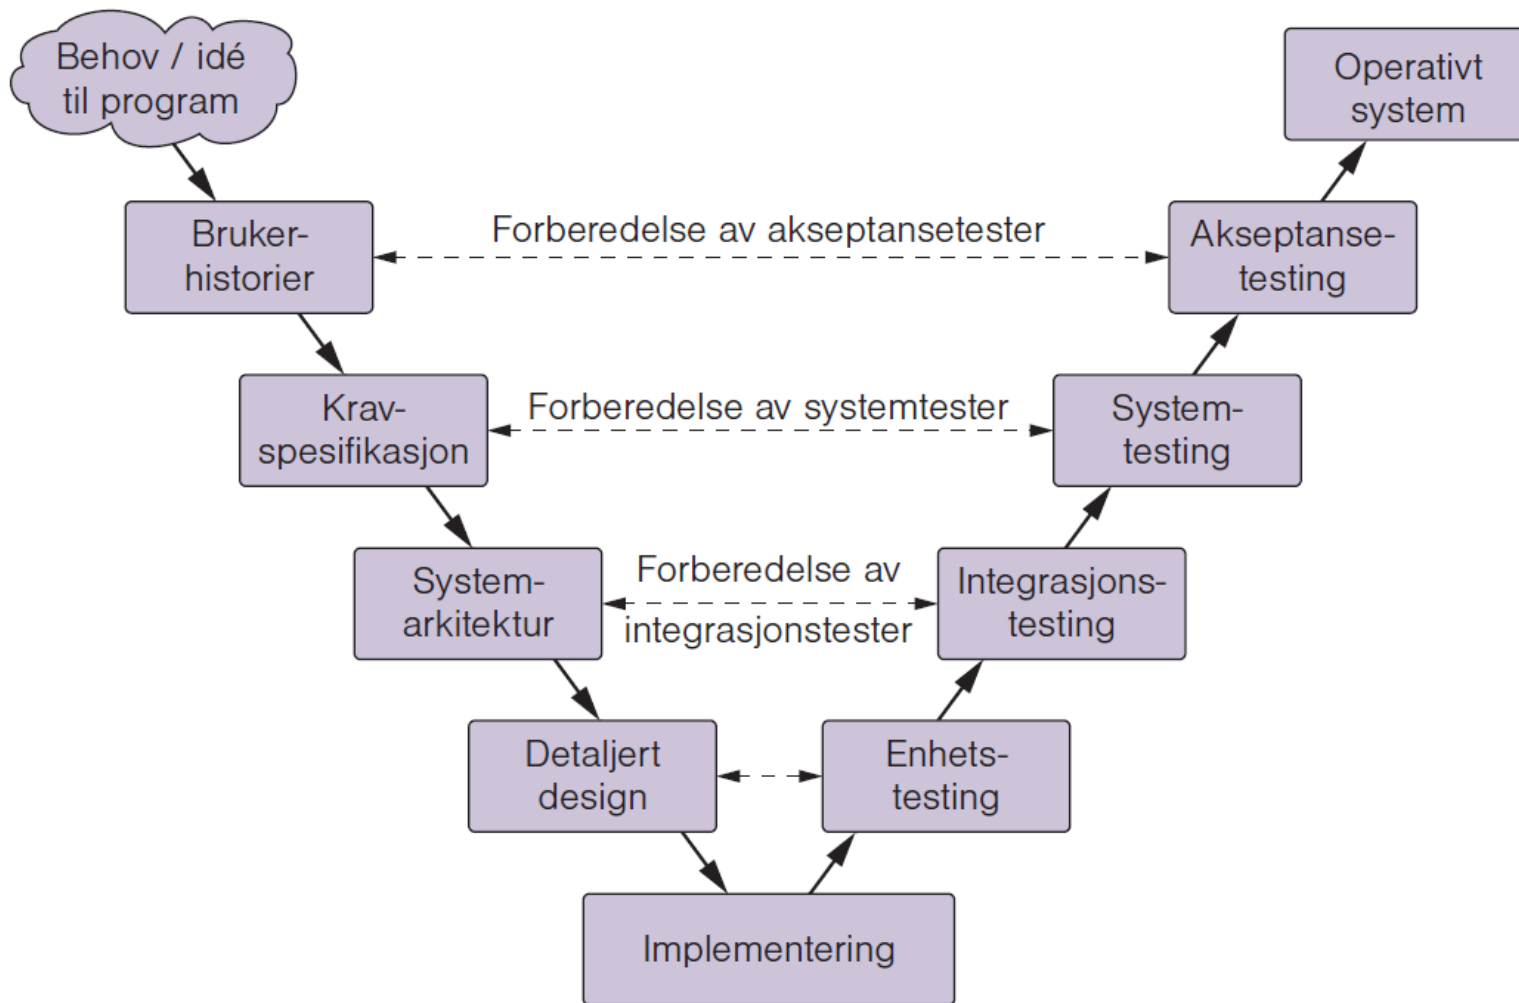 Behov / idé
til program
Operativt
system
Bruker-
historier
Forberedelse av akseptansetester
Akseptanse-
testing
Krav-
spesifikasjon
Forberedelse av systemtester
System-
testing
System-
arkitektur
Forberedelse av
integrasjonstester
Integrasjons-
testing
Detaljert
design
Enhets-
testing
Implementering